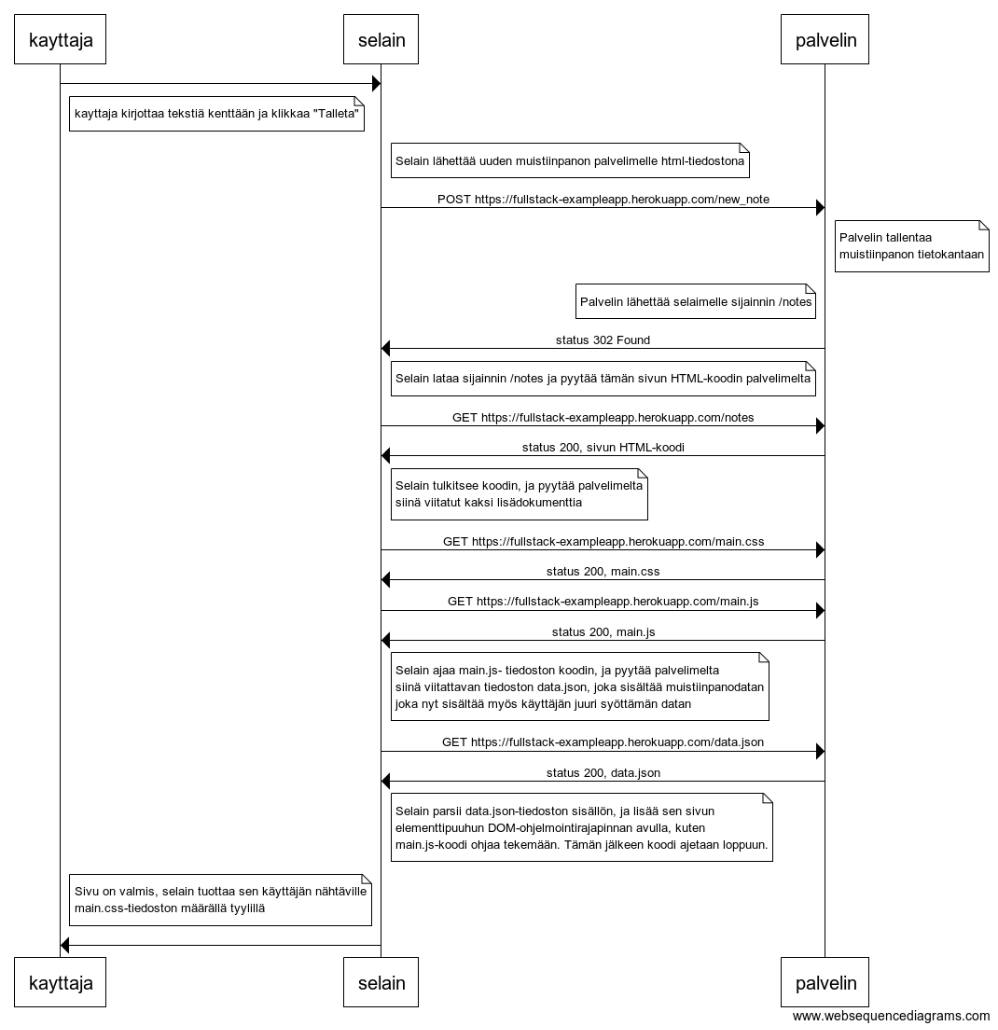 kayttaja
selain
palvelin
kayttaja kirjottaa tekstiä kenttään ja klikkaa "Talleta"
Selain lähettää uuden muistiinpanon palvelimelle html-tiedostona
POST https://fullstack-exampleapp.herokuapp.com/new_note
Palvelin tallentaa
muistiinpanon tietokantaan
Palvelin lähettää selaimelle sijainnin /notes
status 302 Found
Selain lataa sijainnin /notes ja pyytää tämän sivun HTML-koodin palvelimelta
GET https://fullstack-exampleapp.herokuapp.com/notes
status 200, sivun HTML-koodi
Selain tulkitsee koodin, ja pyytää palvelimelta
siinä viitatut kaksi lisädokumenttia
GET https://fullstack-exampleapp.herokuapp.com/main.css
status 200, main.css
GET https://fullstack-exampleapp.herokuapp.com/main.js
status 200, main.js
Selain ajaa main.js- tiedoston koodin, ja pyytää palvelimelta
siinä viitattavan tiedoston data.json, joka sisältää muistiinpanodatan
joka nyt sisältää myös käyttäjän juuri syöttämän datan
GET https://fullstack-exampleapp.herokuapp.com/data.json
status 200, data.json
Selain parsii data.json-tiedoston sisällön, ja lisää sen sivun
elementtipuuhun DOM-ohjelmointirajapinnan avulla, kuten
main.js-koodi ohjaa tekemään. Tämän jälkeen koodi ajetaan loppuun.
Sivu on valmis, selain tuottaa sen käyttäjän nähtäville
main.css-tiedoston määrällä tyylillä
kayttaja
selain
palvelin
www.websequencediagrams.com